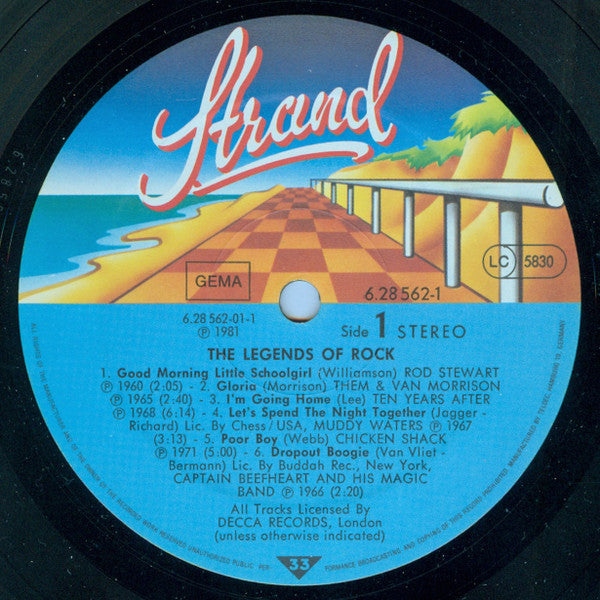 Strand
GEMA
LC 5830
6.28 562-1
6.28 562-01-1
℗ 1981
Side 1 STEREO
THE LEGENDS OF ROCK
1. Good Morning Little Schoolgirl (Williamson) ROD STEWART
℗ 1960 (2:05) - 2. Gloria (Morrison) THEM & VAN MORRISON
℗ 1965 (2:40) - 3. I'm Going Home (Lee) TEN YEARS AFTER
℗ 1968 (6:14) - 4. Let's Spend The Night Together (Jagger -
Richard) Lic. By Chess / USA, MUDDY WATERS ℗ 1967
(3:13) - 5. Poor Boy (Webb) CHICKEN SHACK
℗ 1971 (5:00) - 6. Dropout Boogie (Van Vliet -
Bermann) Lic. By Buddah Rec., New York,
CAPTAIN BEEFHEART AND HIS MAGIC
BAND ℗ 1966 (2:20)
All Tracks Licensed By
DECCA RECORDS, London
(unless otherwise indicated)
33